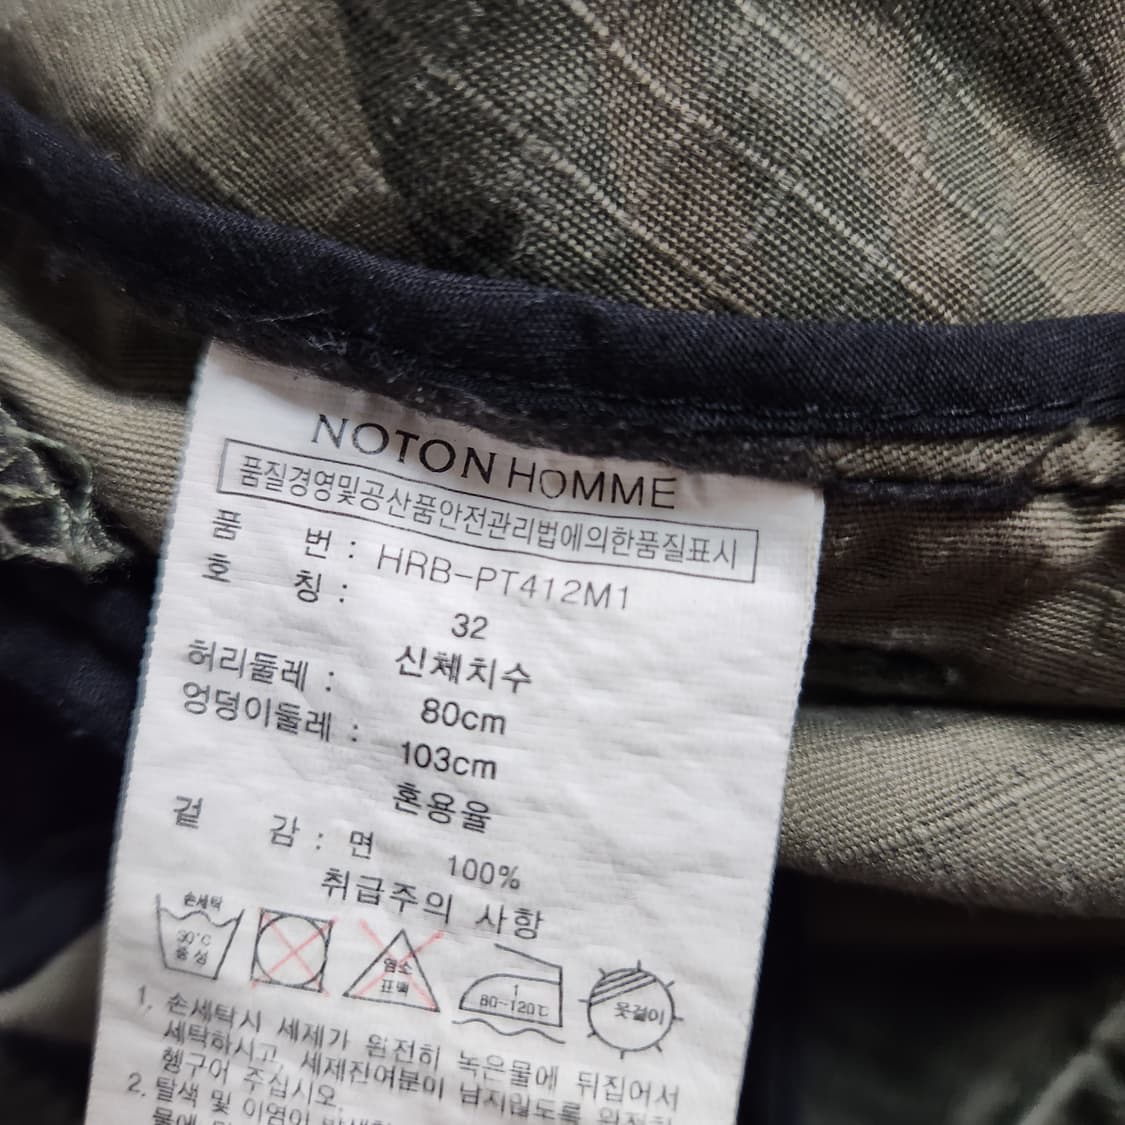 NOTON HOMME
품질경영및공산품안전관리법에의한품질표시
품 번 : HRB-PT412M1
호 칭 :
32
신체치수
허리둘레 : 80cm
엉덩이둘레 : 103cm
혼용율
겉 감 : 면 100%
취급주의 사항
손세탁
30℃
중성
염소
표백
1
80-120℃
옷걸이
1. 손세탁시 세제가 완전히 녹은물에 뒤집어서
세탁하시고, 세제잔여분이 남지않도록 완전히
헹구어 주십시오.
2. 탈색 및 이염이
물에